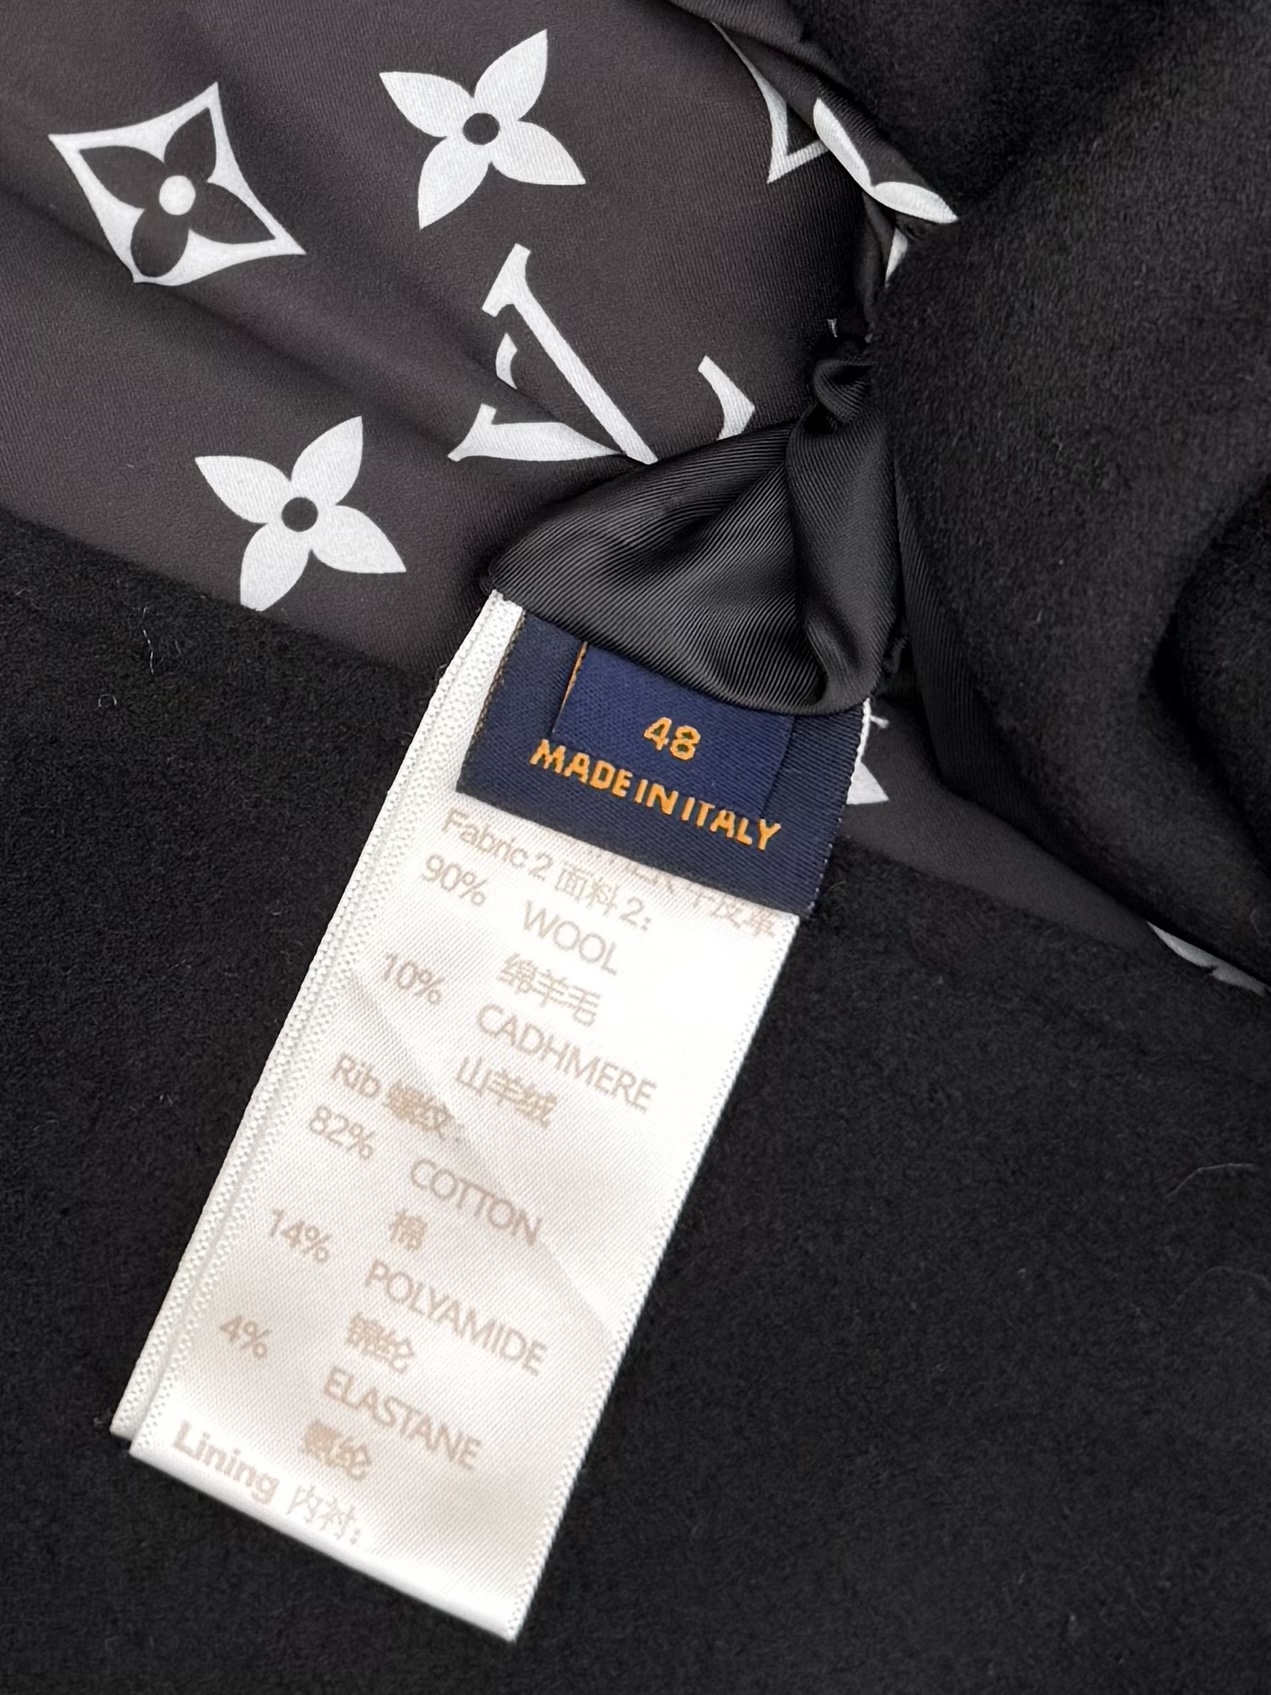 48
MADE IN ITALY
Fabric 2 面料2:
90% WOOL
绵羊毛
10% CADHMERE
山羊绒
Rib 螺纹:
82% COTTON
棉
14% POLYAMIDE
锦纶
4% ELASTANE
氨纶
Lining 内衬: